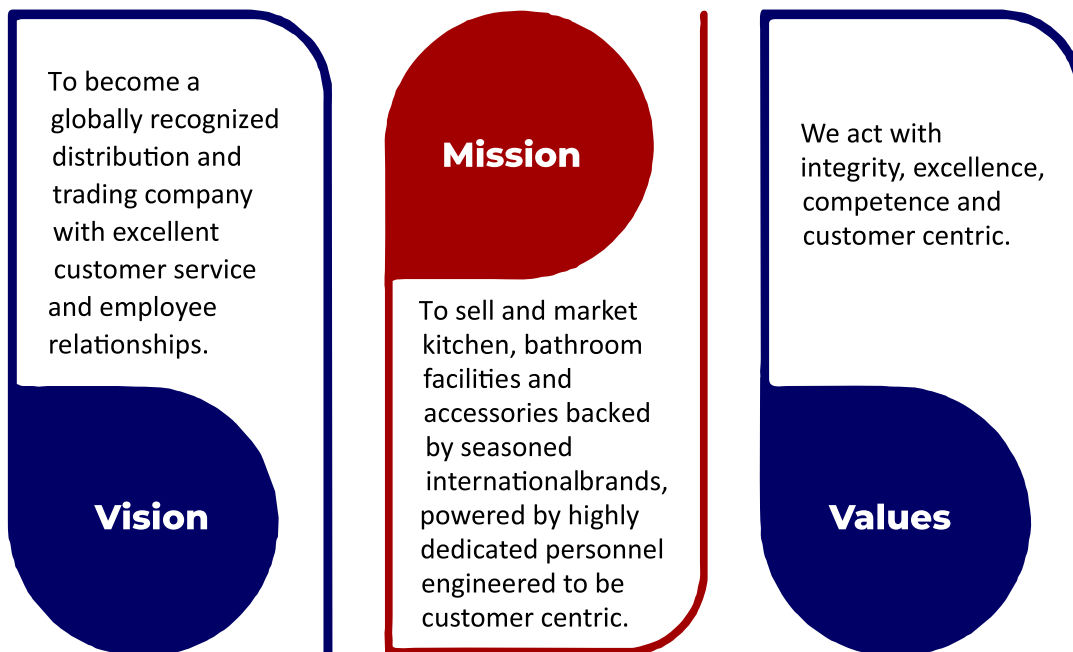 To become a
globally recognized
distribution and
trading company
with excellent
customer service
and employee
relationships.
Vision
Mission
To sell and market
kitchen, bathroom
facilities and
accessories backed
by seasoned
internationalbrands,
powered by highly
dedicated personnel
engineered to be
customer centric.
We act with
integrity, excellence,
competence and
customer centric.
Values